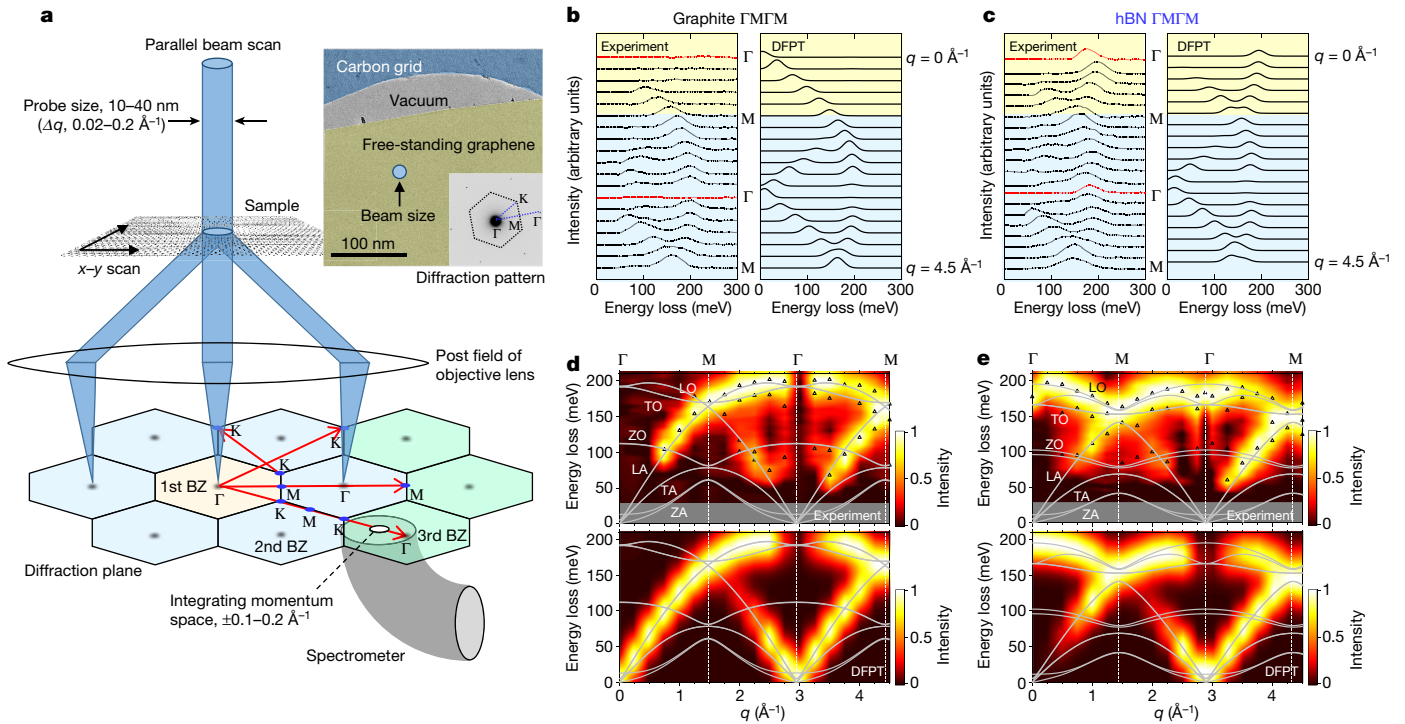 a
Parallel beam scan
Probe size, 10–40 nm
(Δq, 0.02–0.2 Å⁻¹)
Carbon grid
Vacuum
Free-standing graphene
Beam size
100 nm
K
M
Γ
Γ
Diffraction pattern
Sample
x–y scan
Post field of
objective lens
K
K
K
1st BZ
Γ
M
Γ
M
K
M
K
2nd BZ
3rd BZ
Γ
Diffraction plane
Integrating momentum
space, ±0.1–0.2 Å⁻¹
Spectrometer
b
Graphite ΓMΓM
Experiment
DFPT
Intensity (arbitrary units)
Γ
M
Γ
M
q = 0 Å⁻¹
q = 4.5 Å⁻¹
0 100 200 300
0 100 200 300
Energy loss (meV)
Energy loss (meV)
c
hBN ΓMΓM
Experiment
DFPT
Intensity (arbitrary units)
Γ
M
Γ
M
q = 0 Å⁻¹
q = 4.5 Å⁻¹
0 100 200 300
0 100 200 300
Energy loss (meV)
Energy loss (meV)
d
Γ M Γ M
Energy loss (meV)
200
150
100
50
0
LO
TO
ZO
LA
TA
ZA
Experiment
1
0.5
0
Intensity
Energy loss (meV)
200
150
100
50
0
DFPT
1
0.5
0
Intensity
0 1 2 3 4
q (Å⁻¹)
e
Γ M Γ M
Energy loss (meV)
200
150
100
50
0
LO
TO
ZO
LA
TA
ZA
Experiment
1
0.5
0
Intensity
Energy loss (meV)
200
150
100
50
0
DFPT
1
0.5
0
Intensity
0 1 2 3 4
q (Å⁻¹)